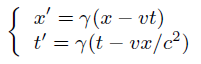 x′ = γ(x − vt)
t′ = γ(t − vx/c²)